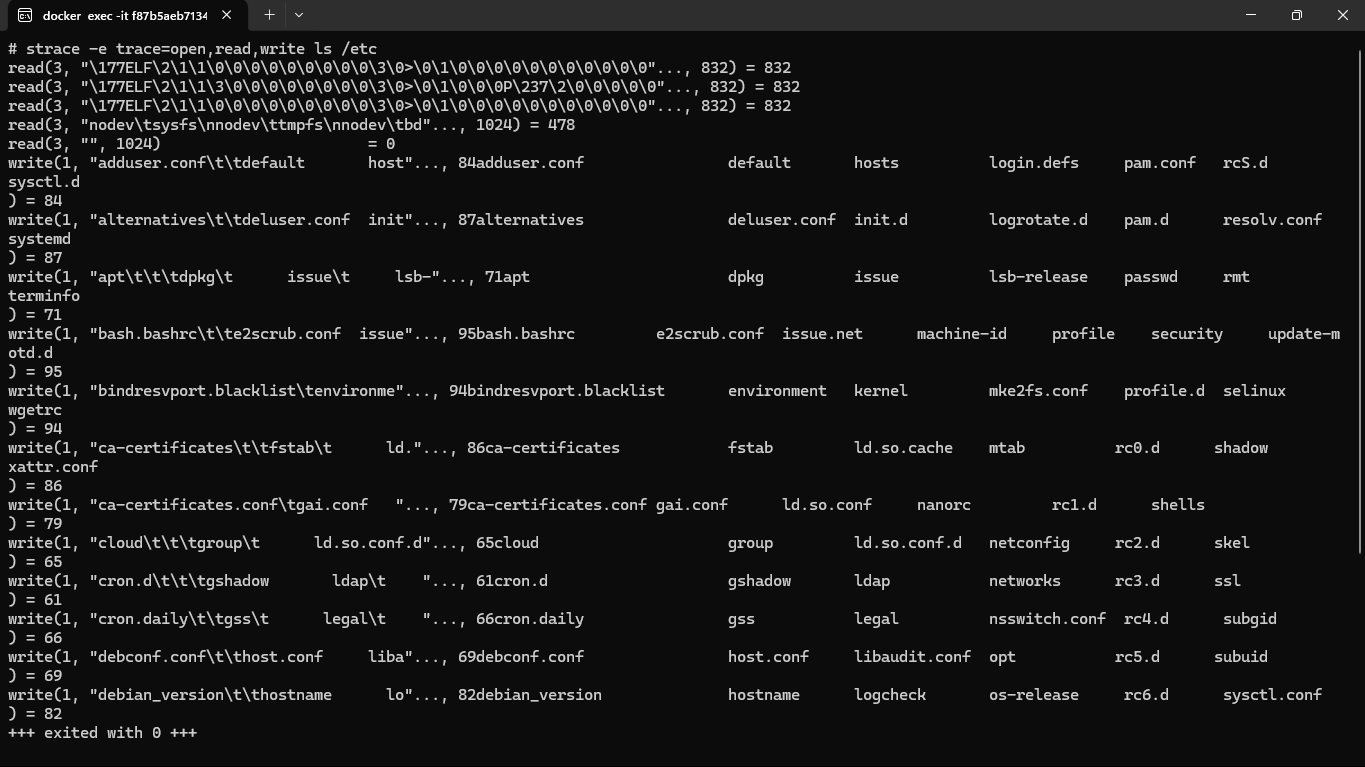 docker exec -it f87b5aeb7134
# strace -e trace=open,read,write ls /etc
read(3, "\177ELF\2\1\1\0\0\0\0\0\0\0\0\0\3\0>\0\1\0\0\0\0\0\0\0\0\0\0\0"..., 832) = 832
read(3, "\177ELF\2\1\1\3\0\0\0\0\0\0\0\0\3\0>\0\1\0\0\0P\237\2\0\0\0\0\0"..., 832) = 832
read(3, "\177ELF\2\1\1\0\0\0\0\0\0\0\0\0\3\0>\0\1\0\0\0\0\0\0\0\0\0\0\0"..., 832) = 832
read(3, "nodev\tsysfs\nnodev\ttmpfs\nnodev\tbd"..., 1024) = 478
read(3, "", 1024)                       = 0
write(1, "adduser.conf\t\tdefault       host"..., 84adduser.conf                default       hosts          login.defs     pam.conf   rcS.d
sysctl.d
) = 84
write(1, "alternatives\t\tdeluser.conf  init"..., 87alternatives                deluser.conf  init.d         logrotate.d    pam.d      resolv.conf
systemd
) = 87
write(1, "apt\t\t\tdpkg\t      issue\t     lsb-"..., 71apt                      dpkg          issue          lsb-release    passwd     rmt
terminfo
) = 71
write(1, "bash.bashrc\t\te2scrub.conf  issue"..., 95bash.bashrc         e2scrub.conf  issue.net      machine-id     profile    security     update-m
otd.d
) = 95
write(1, "bindresvport.blacklist\tenvironme"..., 94bindresvport.blacklist       environment   kernel         mke2fs.conf    profile.d  selinux
wgetrc
) = 94
write(1, "ca-certificates\t\tfstab\t      ld."..., 86ca-certificates            fstab         ld.so.cache    mtab          rc0.d      shadow
xattr.conf
) = 86
write(1, "ca-certificates.conf\tgai.conf   "..., 79ca-certificates.conf gai.conf      ld.so.conf     nanorc         rc1.d      shells
) = 79
write(1, "cloud\t\t\tgroup\t      ld.so.conf.d"..., 65cloud                     group         ld.so.conf.d   netconfig     rc2.d      skel
) = 65
write(1, "cron.d\t\t\tgshadow       ldap\t    "..., 61cron.d                    gshadow       ldap           networks      rc3.d      ssl
) = 61
write(1, "cron.daily\t\tgss\t      legal\t    "..., 66cron.daily                gss           legal          nsswitch.conf  rc4.d      subgid
) = 66
write(1, "debconf.conf\t\thost.conf     liba"..., 69debconf.conf                host.conf     libaudit.conf  opt           rc5.d      subuid
) = 69
write(1, "debian_version\t\thostname      lo"..., 82debian_version              hostname      logcheck       os-release     rc6.d      sysctl.conf
) = 82
+++ exited with 0 +++